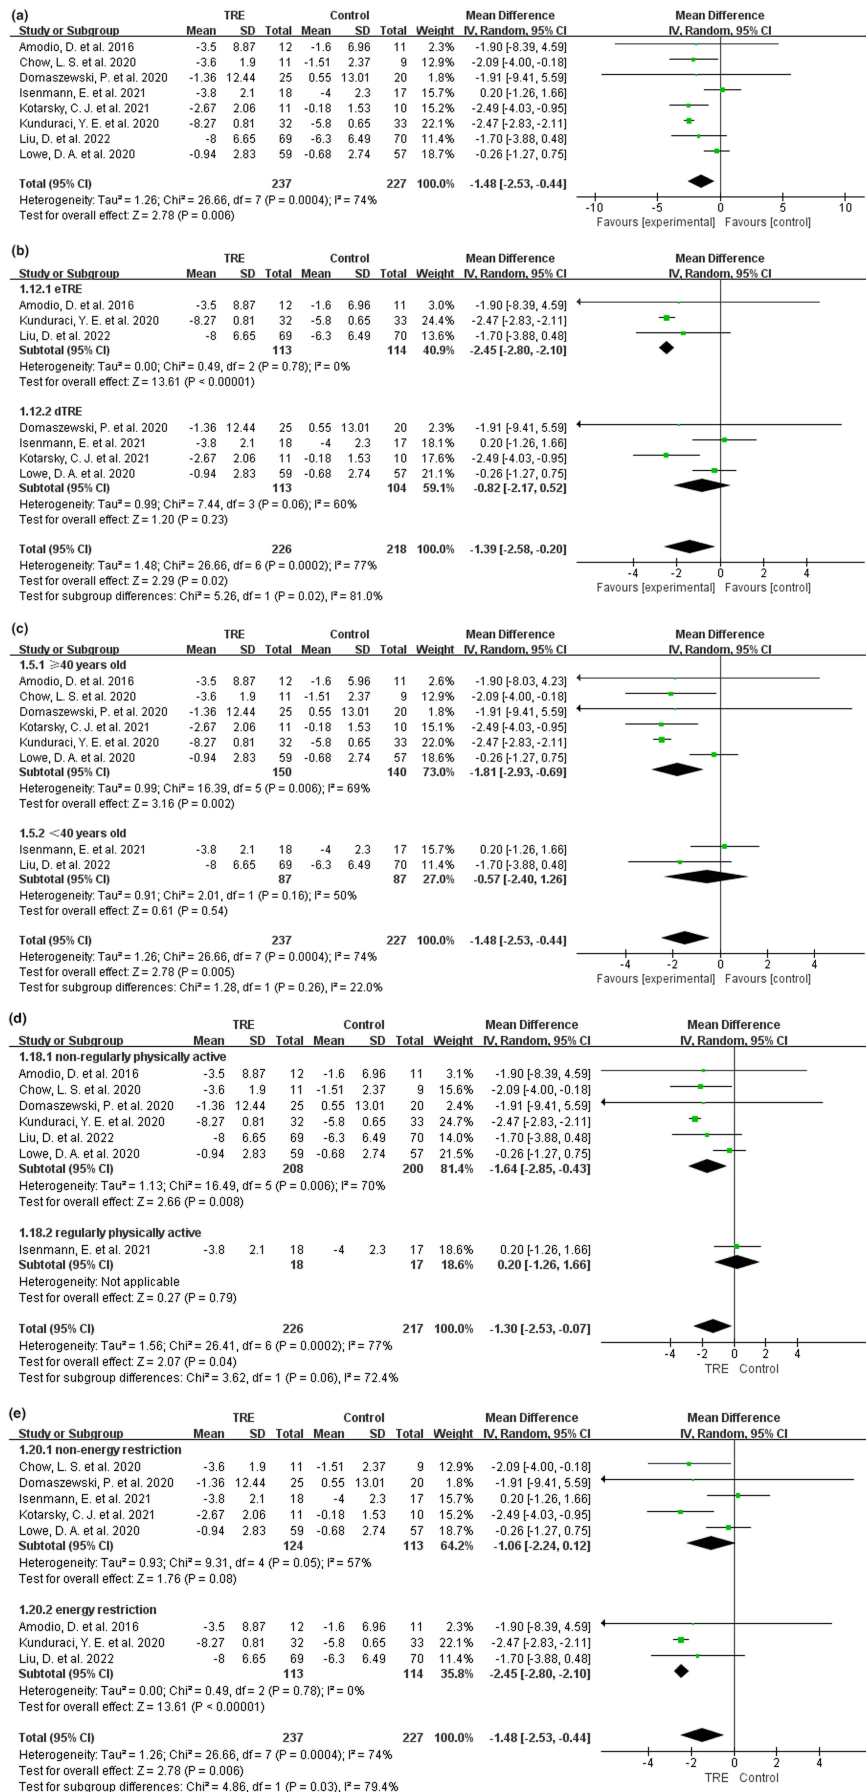 (a)
TRE Control Mean Difference Mean Difference
Study or Subgroup Mean SD Total Mean SD Total Weight IV, Random, 95% CI IV, Random, 95% CI
Amodio, D. et al. 2016 -3.5 8.87 12 -1.6 6.96 11 2.3% -1.90 [-8.39, 4.59]
Chow, L. S. et al. 2020 -3.6 1.9 11 -1.51 2.37 9 12.9% -2.09 [-4.00, -0.18]
Domaszewski, P. et al. 2020 -1.36 12.44 25 0.55 13.01 20 1.8% -1.91 [-9.41, 5.59]
Isenmann, E. et al. 2021 -3.8 2.1 18 -4 2.3 17 15.7% 0.20 [-1.26, 1.66]
Kotarsky, C. J. et al. 2021 -2.67 2.06 11 -0.18 1.53 10 15.2% -2.49 [-4.03, -0.95]
Kunduraci, Y. E. et al. 2020 -8.27 0.81 32 -5.8 0.65 33 22.1% -2.47 [-2.83, -2.11]
Liu, D. et al. 2022 -8 6.65 69 -6.3 6.49 70 11.4% -1.70 [-3.88, 0.48]
Lowe, D. A. et al. 2020 -0.94 2.83 59 -0.68 2.74 57 18.7% -0.26 [-1.27, 0.75]
Total (95% CI) 237 227 100.0% -1.48 [-2.53, -0.44]
Heterogeneity: Tau² = 1.26; Chi² = 26.66, df = 7 (P = 0.0004); I² = 74%
Test for overall effect: Z = 2.78 (P = 0.006)
-10 -5 0 5 10
Favours [experimental] Favours [control]
(b)
TRE Control Mean Difference Mean Difference
Study or Subgroup Mean SD Total Mean SD Total Weight IV, Random, 95% CI IV, Random, 95% CI
1.12.1 eTRE
Amodio, D. et al. 2016 -3.5 8.87 12 -1.6 6.96 11 3.0% -1.90 [-8.39, 4.59]
Kunduraci, Y. E. et al. 2020 -8.27 0.81 32 -5.8 0.65 33 24.4% -2.47 [-2.83, -2.11]
Liu, D. et al. 2022 -8 6.65 69 -6.3 6.49 70 13.6% -1.70 [-3.88, 0.48]
Subtotal (95% CI) 113 114 40.9% -2.45 [-2.80, -2.10]
Heterogeneity: Tau² = 0.00; Chi² = 0.49, df = 2 (P = 0.78); I² = 0%
Test for overall effect: Z = 13.61 (P < 0.00001)
1.12.2 dTRE
Domaszewski, P. et al. 2020 -1.36 12.44 25 0.55 13.01 20 2.3% -1.91 [-9.41, 5.59]
Isenmann, E. et al. 2021 -3.8 2.1 18 -4 2.3 17 18.1% 0.20 [-1.26, 1.66]
Kotarsky, C. J. et al. 2021 -2.67 2.06 11 -0.18 1.53 10 17.6% -2.49 [-4.03, -0.95]
Lowe, D. A. et al. 2020 -0.94 2.83 59 -0.68 2.74 57 21.1% -0.26 [-1.27, 0.75]
Subtotal (95% CI) 113 104 59.1% -0.82 [-2.17, 0.52]
Heterogeneity: Tau² = 0.99; Chi² = 7.44, df = 3 (P = 0.06); I² = 60%
Test for overall effect: Z = 1.20 (P = 0.23)
Total (95% CI) 226 218 100.0% -1.39 [-2.58, -0.20]
Heterogeneity: Tau² = 1.48; Chi² = 26.66, df = 6 (P = 0.0002); I² = 77%
Test for overall effect: Z = 2.29 (P = 0.02)
Test for subgroup differences: Chi² = 5.26, df = 1 (P = 0.02), I² = 81.0%
-4 -2 0 2 4
Favours [experimental] Favours [control]
(c)
TRE Control Mean Difference Mean Difference
Study or Subgroup Mean SD Total Mean SD Total Weight IV, Random, 95% CI IV, Random, 95% CI
1.5.1 ≥40 years old
Amodio, D. et al. 2016 -3.5 8.87 12 -1.6 5.96 11 2.6% -1.90 [-8.03, 4.23]
Chow, L. S. et al. 2020 -3.6 1.9 11 -1.51 2.37 9 12.9% -2.09 [-4.00, -0.18]
Domaszewski, P. et al. 2020 -1.36 12.44 25 0.55 13.01 20 1.8% -1.91 [-9.41, 5.59]
Kotarsky, C. J. et al. 2021 -2.67 2.06 11 -0.18 1.53 10 15.1% -2.49 [-4.03, -0.95]
Kunduraci, Y. E. et al. 2020 -8.27 0.81 32 -5.8 0.65 33 22.0% -2.47 [-2.83, -2.11]
Lowe, D. A. et al. 2020 -0.94 2.83 59 -0.68 2.74 57 18.6% -0.26 [-1.27, 0.75]
Subtotal (95% CI) 150 140 73.0% -1.81 [-2.93, -0.69]
Heterogeneity: Tau² = 0.99; Chi² = 16.39, df = 5 (P = 0.006); I² = 69%
Test for overall effect: Z = 3.16 (P = 0.002)
1.5.2 <40 years old
Isenmann, E. et al. 2021 -3.8 2.1 18 -4 2.3 17 15.7% 0.20 [-1.26, 1.66]
Liu, D. et al. 2022 -8 6.65 69 -6.3 6.49 70 11.4% -1.70 [-3.88, 0.48]
Subtotal (95% CI) 87 87 27.0% -0.57 [-2.40, 1.26]
Heterogeneity: Tau² = 0.91; Chi² = 2.01, df = 1 (P = 0.16); I² = 50%
Test for overall effect: Z = 0.61 (P = 0.54)
Total (95% CI) 237 227 100.0% -1.48 [-2.53, -0.44]
Heterogeneity: Tau² = 1.26; Chi² = 26.66, df = 7 (P = 0.0004); I² = 74%
Test for overall effect: Z = 2.78 (P = 0.005)
Test for subgroup differences: Chi² = 1.28, df = 1 (P = 0.26), I² = 22.0%
-4 -2 0 2 4
Favours [experimental] Favours [control]
(d)
TRE Control Mean Difference Mean Difference
Study or Subgroup Mean SD Total Mean SD Total Weight IV, Random, 95% CI IV, Random, 95% CI
1.18.1 non-regularly physically active
Amodio, D. et al. 2016 -3.5 8.87 12 -1.6 6.96 11 3.1% -1.90 [-8.39, 4.59]
Chow, L. S. et al. 2020 -3.6 1.9 11 -1.51 2.37 9 15.6% -2.09 [-4.00, -0.18]
Domaszewski, P. et al. 2020 -1.36 12.44 25 0.55 13.01 20 2.4% -1.91 [-9.41, 5.59]
Kunduraci, Y. E. et al. 2020 -8.27 0.81 32 -5.8 0.65 33 24.7% -2.47 [-2.83, -2.11]
Liu, D. et al. 2022 -8 6.65 69 -6.3 6.49 70 14.0% -1.70 [-3.88, 0.48]
Lowe, D. A. et al. 2020 -0.94 2.83 59 -0.68 2.74 57 21.5% -0.26 [-1.27, 0.75]
Subtotal (95% CI) 208 200 81.4% -1.64 [-2.85, -0.43]
Heterogeneity: Tau² = 1.13; Chi² = 16.49, df = 5 (P = 0.006); I² = 70%
Test for overall effect: Z = 2.66 (P = 0.008)
1.18.2 regularly physically active
Isenmann, E. et al. 2021 -3.8 2.1 18 -4 2.3 17 18.6% 0.20 [-1.26, 1.66]
Subtotal (95% CI) 18 17 18.6% 0.20 [-1.26, 1.66]
Heterogeneity: Not applicable
Test for overall effect: Z = 0.27 (P = 0.79)
Total (95% CI) 226 217 100.0% -1.30 [-2.53, -0.07]
Heterogeneity: Tau² = 1.56; Chi² = 26.41, df = 6 (P = 0.0002); I² = 77%
Test for overall effect: Z = 2.07 (P = 0.04)
Test for subgroup differences: Chi² = 3.62, df = 1 (P = 0.06), I² = 72.4%
-4 -2 0 2 4
TRE Control
(e)
TRE Control Mean Difference Mean Difference
Study or Subgroup Mean SD Total Mean SD Total Weight IV, Random, 95% CI IV, Random, 95% CI
1.20.1 non-energy restriction
Chow, L. S. et al. 2020 -3.6 1.9 11 -1.51 2.37 9 12.9% -2.09 [-4.00, -0.18]
Domaszewski, P. et al. 2020 -1.36 12.44 25 0.55 13.01 20 1.8% -1.91 [-9.41, 5.59]
Isenmann, E. et al. 2021 -3.8 2.1 18 -4 2.3 17 15.7% 0.20 [-1.26, 1.66]
Kotarsky, C. J. et al. 2021 -2.67 2.06 11 -0.18 1.53 10 15.2% -2.49 [-4.03, -0.95]
Lowe, D. A. et al. 2020 -0.94 2.83 59 -0.68 2.74 57 18.7% -0.26 [-1.27, 0.75]
Subtotal (95% CI) 124 113 64.2% -1.06 [-2.24, 0.12]
Heterogeneity: Tau² = 0.93; Chi² = 9.31, df = 4 (P = 0.05); I² = 57%
Test for overall effect: Z = 1.76 (P = 0.08)
1.20.2 energy restriction
Amodio, D. et al. 2016 -3.5 8.87 12 -1.6 6.96 11 2.3% -1.90 [-8.39, 4.59]
Kunduraci, Y. E. et al. 2020 -8.27 0.81 32 -5.8 0.65 33 22.1% -2.47 [-2.83, -2.11]
Liu, D. et al. 2022 -8 6.65 69 -6.3 6.49 70 11.4% -1.70 [-3.88, 0.48]
Subtotal (95% CI) 113 114 35.8% -2.45 [-2.80, -2.10]
Heterogeneity: Tau² = 0.00; Chi² = 0.49, df = 2 (P = 0.78); I² = 0%
Test for overall effect: Z = 13.61 (P < 0.00001)
Total (95% CI) 237 227 100.0% -1.48 [-2.53, -0.44]
Heterogeneity: Tau² = 1.26; Chi² = 26.66, df = 7 (P = 0.0004); I² = 74%
Test for overall effect: Z = 2.78 (P = 0.006)
Test for subgroup differences: Chi² = 4.86, df = 1 (P = 0.03), I² = 79.4%
-4 -2 0 2 4
TRE Control